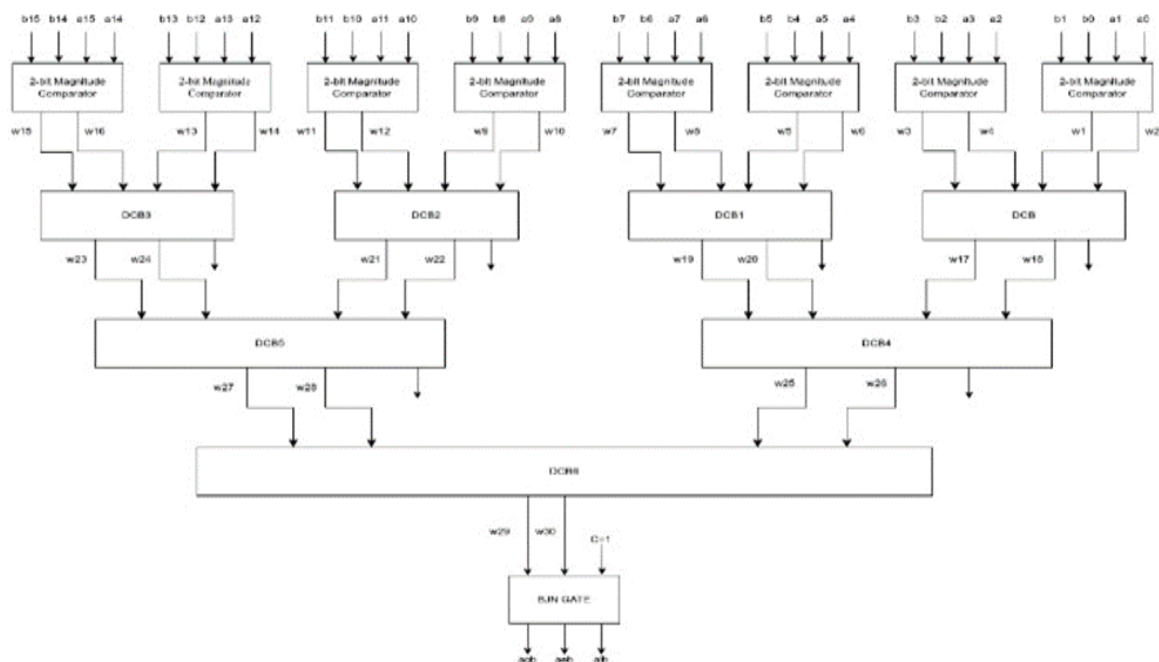 b15 b14 a15 a14 b13 b12 a13 a12 b11 b10 a11 a10 b9 b8 a9 a8 b7 b6 a7 a6 b5 b4 a5 a4 b3 b2 a3 a2 b1 b0 a1 a0
2-bit Magnitude 2-bit Magnitude 2-bit Magnitude 2-bit Magnitude 2-bit Magnitude 2-bit Magnitude 2-bit Magnitude 2-bit Magnitude
Comparator Comparator Comparator Comparator Comparator Comparator Comparator Comparator
w15 w16 w13 w14 w11 w12 w9 w10 w7 w8 w5 w6 w3 w4 w1 w2
DCB3 DCB2 DCB1 DCB
w23 w24 w21 w22 w19 w20 w17 w18
DCB5 DCB4
w27 w28 w25 w26
DCB6
w29 w30 C=1
BJN GATE
agb aeb alb